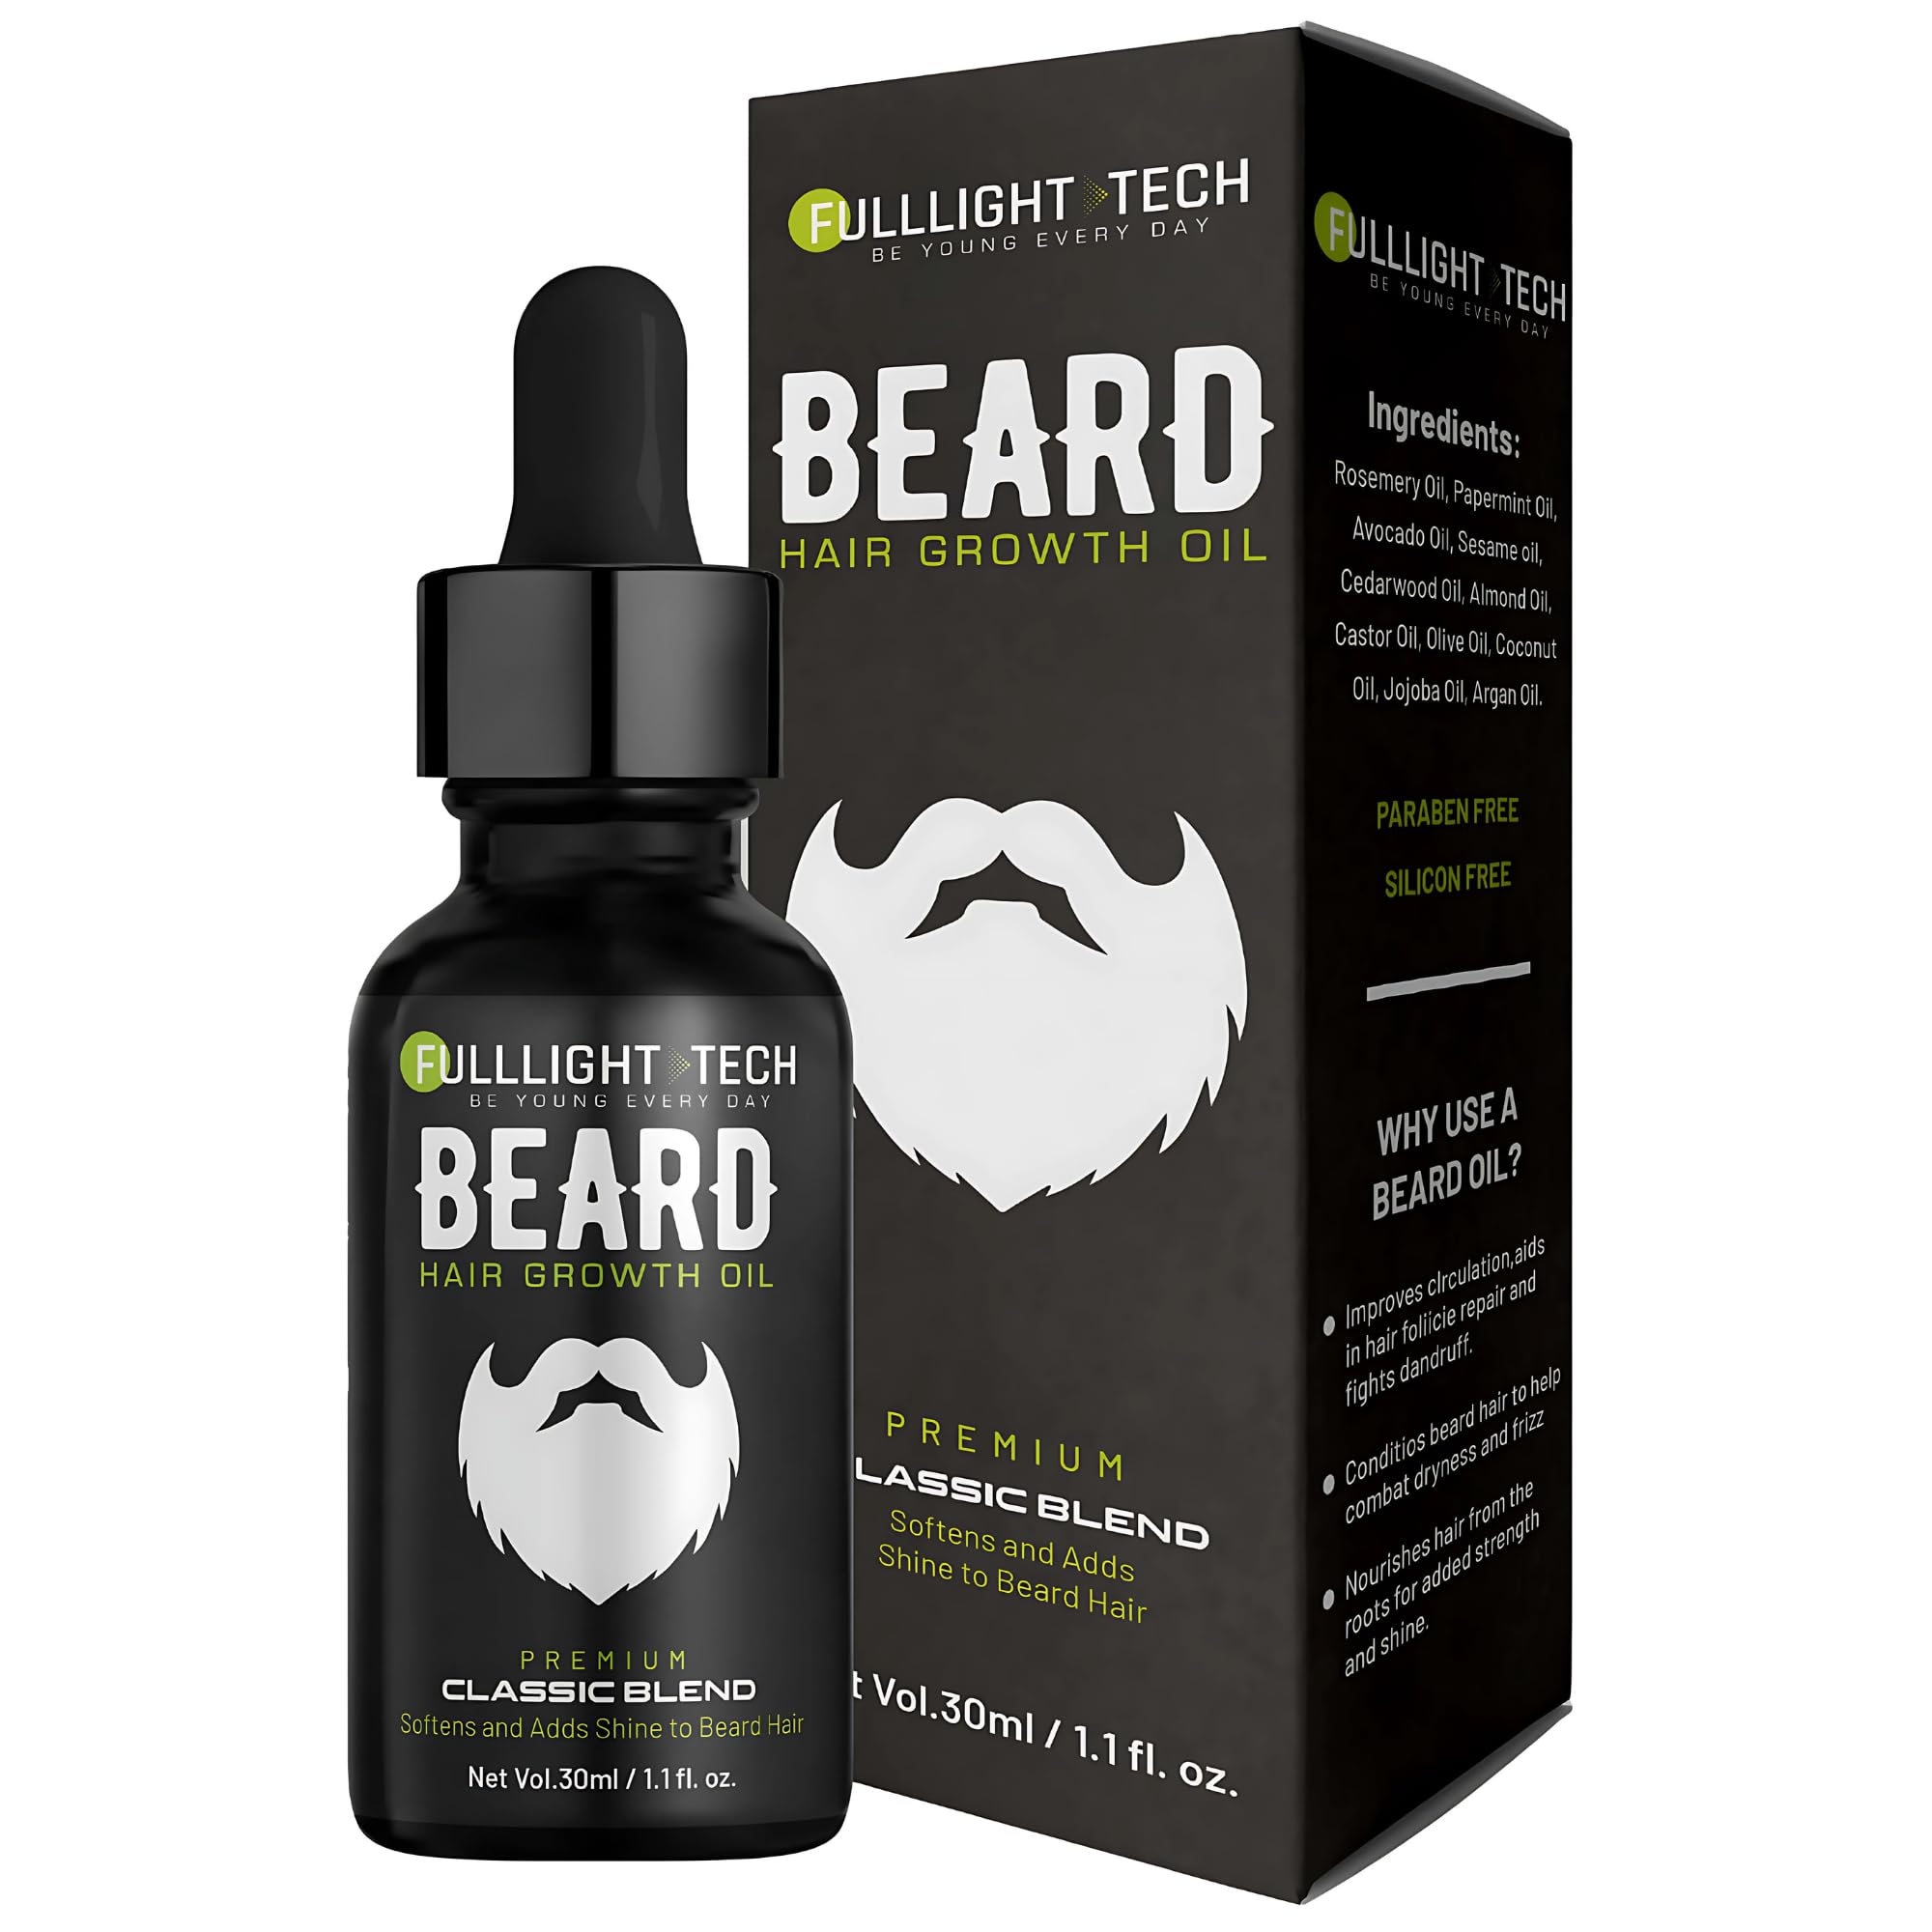 FULLLIGHT TECH
BE YOUNG EVERY DAY
BEARD
HAIR GROWTH OIL
PREMIUM
CLASSIC BLEND
Softens and Adds Shine to Beard Hair
Net Vol.30ml / 1.1 fl. oz.
FULLLIGHT TECH
BE YOUNG EVERY DAY
BEARD
HAIR GROWTH OIL
PREMIUM
LASSIC BLEND
Softens and Adds
Shine to Beard Hair
t Vol.30ml / 1.1 fl. oz.
FULLLIGHT TECH
BE YOUNG EVERY DAY
Ingredients:
Rosemery Oil, Papermint Oil,
Avocado Oil, Sesame oil,
Cedarwood Oil, Almond Oil,
Castor Oil, Olive Oil, Coconut
Oil, Jojoba Oil, Argan Oil.
PARABEN FREE
SILICON FREE
WHY USE A
BEARD OIL?
• Improves cIrculation,aids
in hair foliicie repair and
fights dandruff.
• Conditios beard hair to help
combat dryness and frizz
• Nourishes hair from the
roots for added strength
and shine.